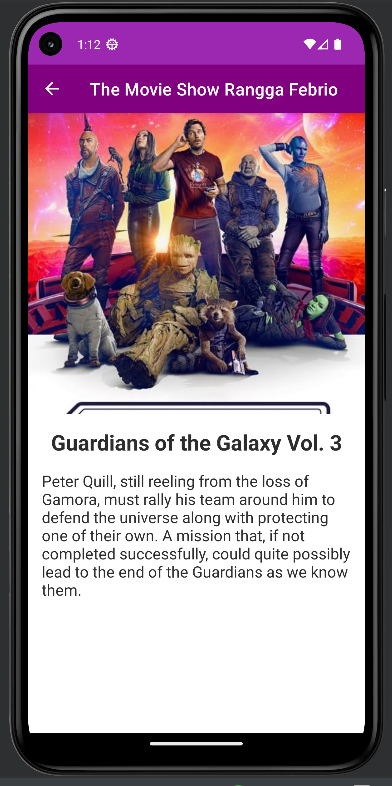 1:12
The Movie Show Rangga Febrio
Guardians of the Galaxy Vol. 3
Peter Quill, still reeling from the loss of
Gamora, must rally his team around him to
defend the universe along with protecting
one of their own. A mission that, if not
completed successfully, could quite possibly
lead to the end of the Guardians as we know
them.